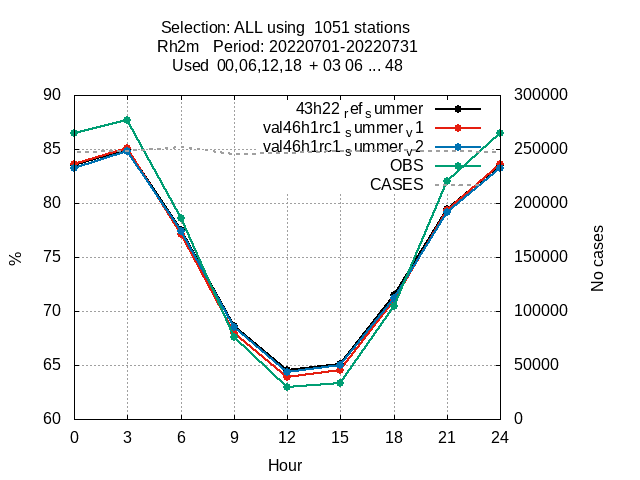 Selection: ALL using  1051 stations
Rh2m   Period: 20220701-20220731
Used  00,06,12,18  + 03 06 ... 48
90 300000
43h22 ref summer
val46h1rc1 summer v1
85 val46h1rc1 summer v2 250000
OBS
CASES
80 200000
75 150000
%
No cases
70 100000
65 50000
60 0
0 3 6 9 12 15 18 21 24
Hour